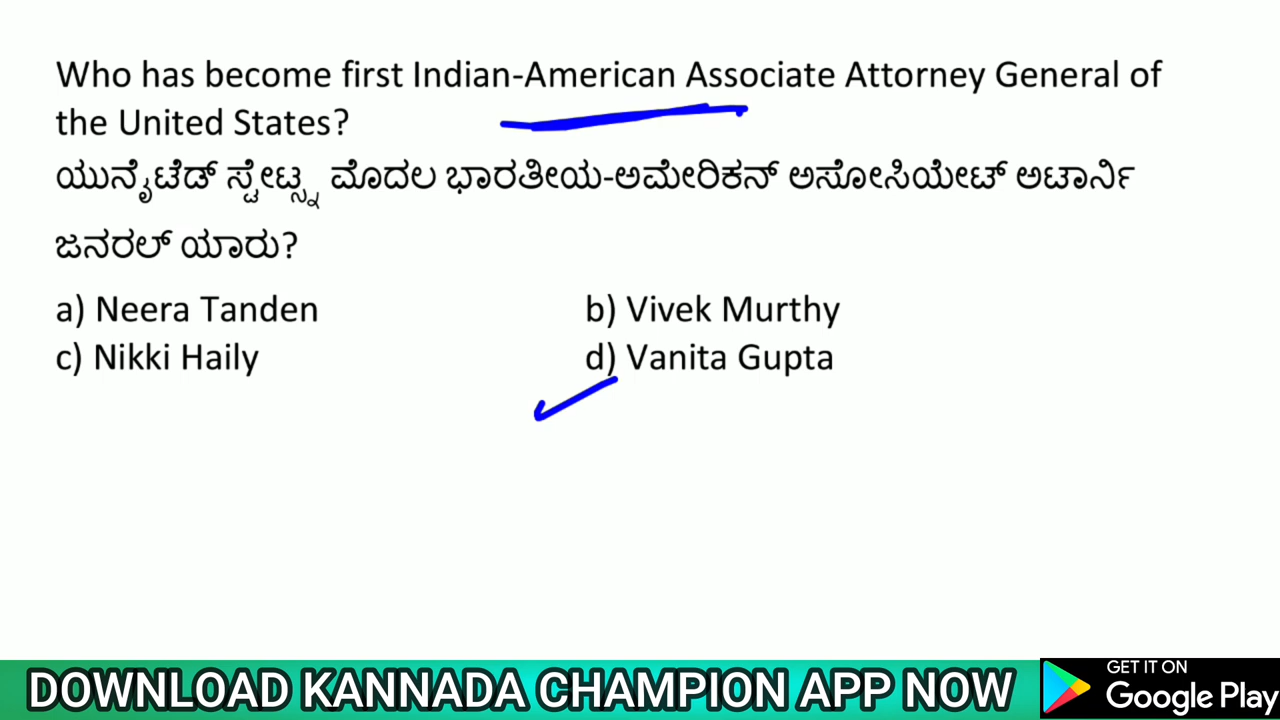 Who has become first Indian-American Associate Attorney General of
the United States?
ಯುನೈಟೆಡ್ ಸ್ಟೇಟ್ಸ್ನ ಮೊದಲ ಭಾರತೀಯ-ಅಮೇರಿಕನ್ ಅಸೋಸಿಯೇಟ್ ಅಟಾರ್ನಿ
ಜನರಲ್ ಯಾರು?
a) Neera Tanden b) Vivek Murthy
c) Nikki Haily d) Vanita Gupta
DOWNLOAD KANNADA CHAMPION APP NOW
GET IT ON
Google Play